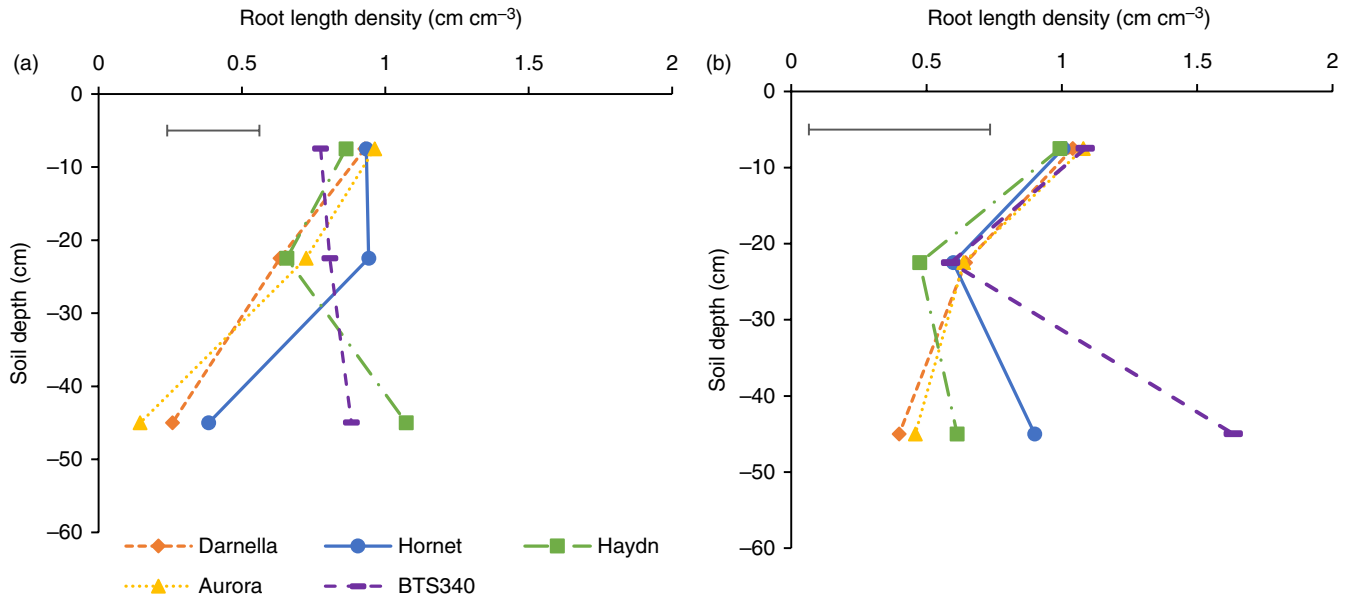 Root length density (cm cm⁻³)
(a)
0 0.5 1 1.5 2
0
–10
–20
–30
–40
–50
–60
Soil depth (cm)
Darnella Hornet Haydn
Aurora BTS340
Root length density (cm cm⁻³)
(b)
0 0.5 1 1.5 2
0
–10
–20
–30
–40
–50
–60
Soil depth (cm)